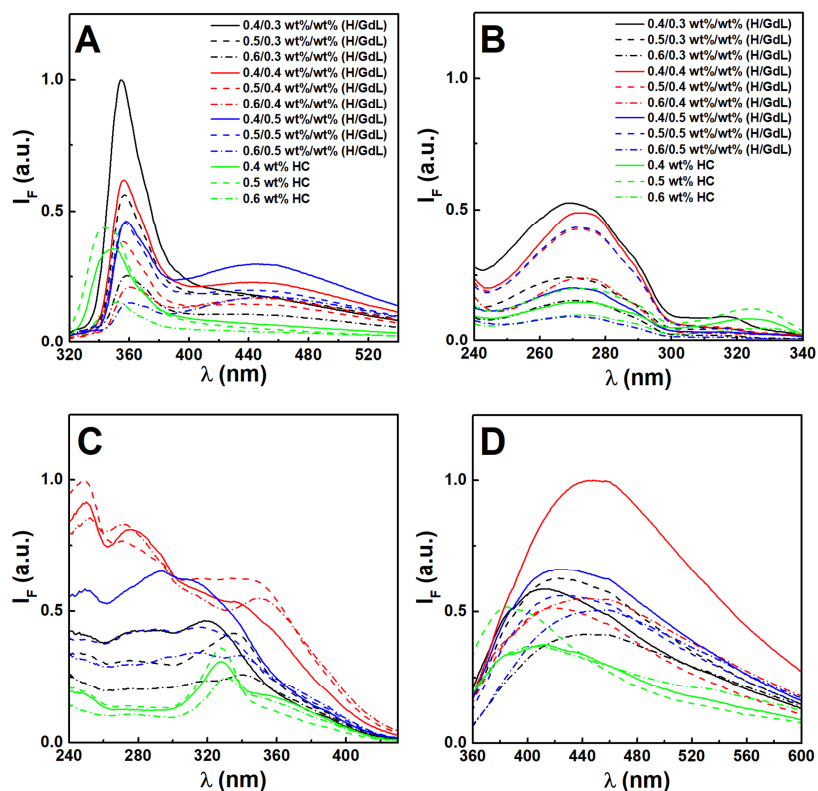 A
0.4/0.3 wt%/wt% (H/GdL)
0.5/0.3 wt%/wt% (H/GdL)
0.6/0.3 wt%/wt% (H/GdL)
0.4/0.4 wt%/wt% (H/GdL)
0.5/0.4 wt%/wt% (H/GdL)
0.6/0.4 wt%/wt% (H/GdL)
0.4/0.5 wt%/wt% (H/GdL)
0.5/0.5 wt%/wt% (H/GdL)
0.6/0.5 wt%/wt% (H/GdL)
0.4 wt% HC
0.5 wt% HC
0.6 wt% HC
1.0
0.5
0.0
I_F (a.u.)
320 360 400 440 480 520
λ (nm)
B
0.4/0.3 wt%/wt% (H/GdL)
0.5/0.3 wt%/wt% (H/GdL)
0.6/0.3 wt%/wt% (H/GdL)
0.4/0.4 wt%/wt% (H/GdL)
0.5/0.4 wt%/wt% (H/GdL)
0.6/0.4 wt%/wt% (H/GdL)
0.4/0.5 wt%/wt% (H/GdL)
0.5/0.5 wt%/wt% (H/GdL)
0.6/0.5 wt%/wt% (H/GdL)
0.4 wt% HC
0.5 wt% HC
0.6 wt% HC
1.0
0.5
0.0
I_F (a.u.)
240 260 280 300 320 340
λ (nm)
C
1.0
0.5
0.0
I_F (a.u.)
240 280 320 360 400
λ (nm)
D
1.0
0.5
0.0
I_F (a.u.)
360 400 440 480 520 560 600
λ (nm)